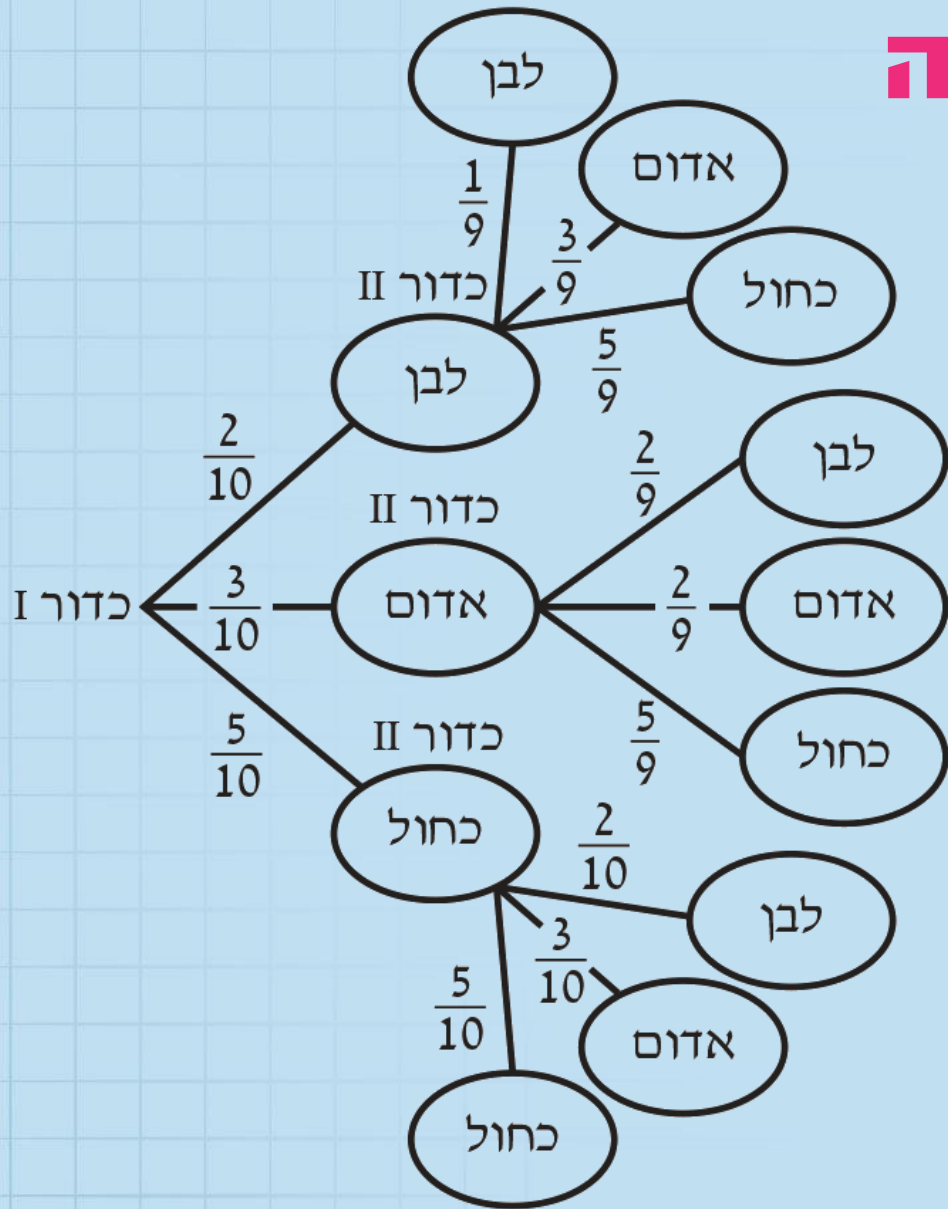 ה
לבן
אדום
1/9
3/9
כדור II
כחול
לבן
5/9
2/10
2/9
לבן
כדור II
כדור I
3/10
אדום
2/9
אדום
5/10
כדור II
5/9
כחול
כחול
2/10
לבן
3/10
5/10
אדום
כחול